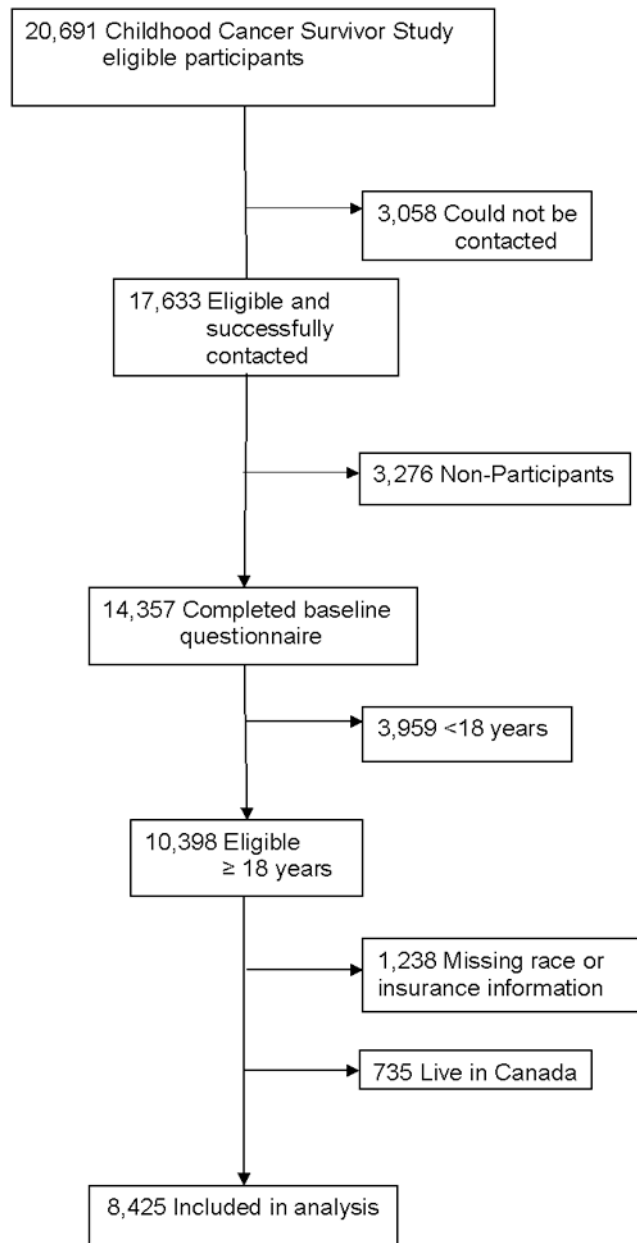 20,691 Childhood Cancer Survivor Study
eligible participants
3,058 Could not be
contacted
17,633 Eligible and
successfully
contacted
3,276 Non-Participants
14,357 Completed baseline
questionnaire
3,959 <18 years
10,398 Eligible
≥ 18 years
1,238 Missing race or
insurance information
735 Live in Canada
8,425 Included in analysis